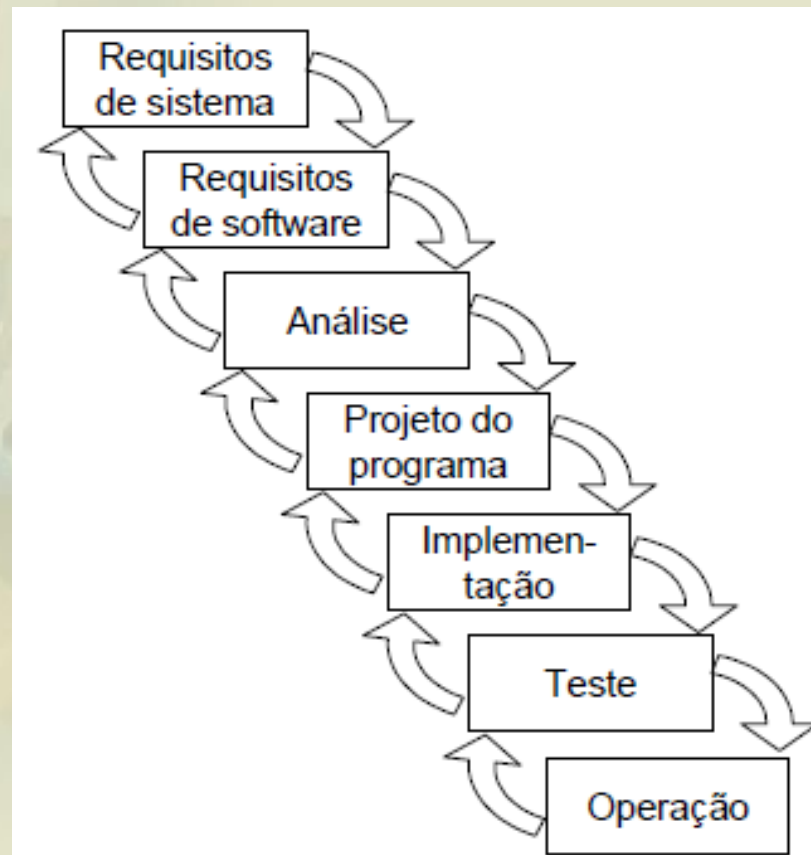 Requisitos
de sistema
Requisitos
de software
Análise
Projeto do
programa
Implemen-
tação
Teste
Operação